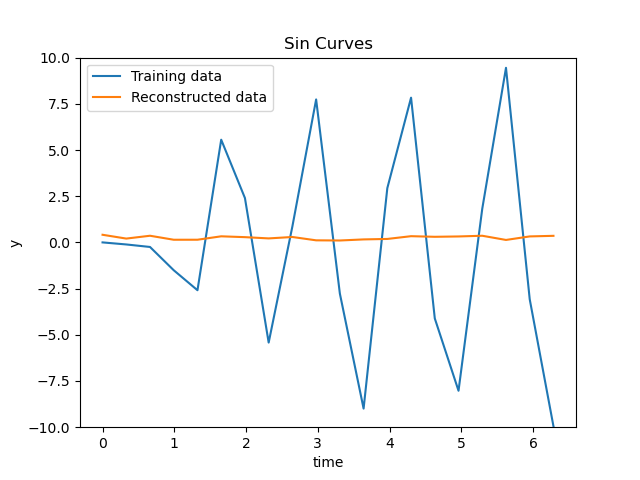 Sin Curves
Training data
Reconstructed data
10.0
7.5
5.0
2.5
0.0
−2.5
−5.0
−7.5
−10.0
y
0 1 2 3 4 5 6
time